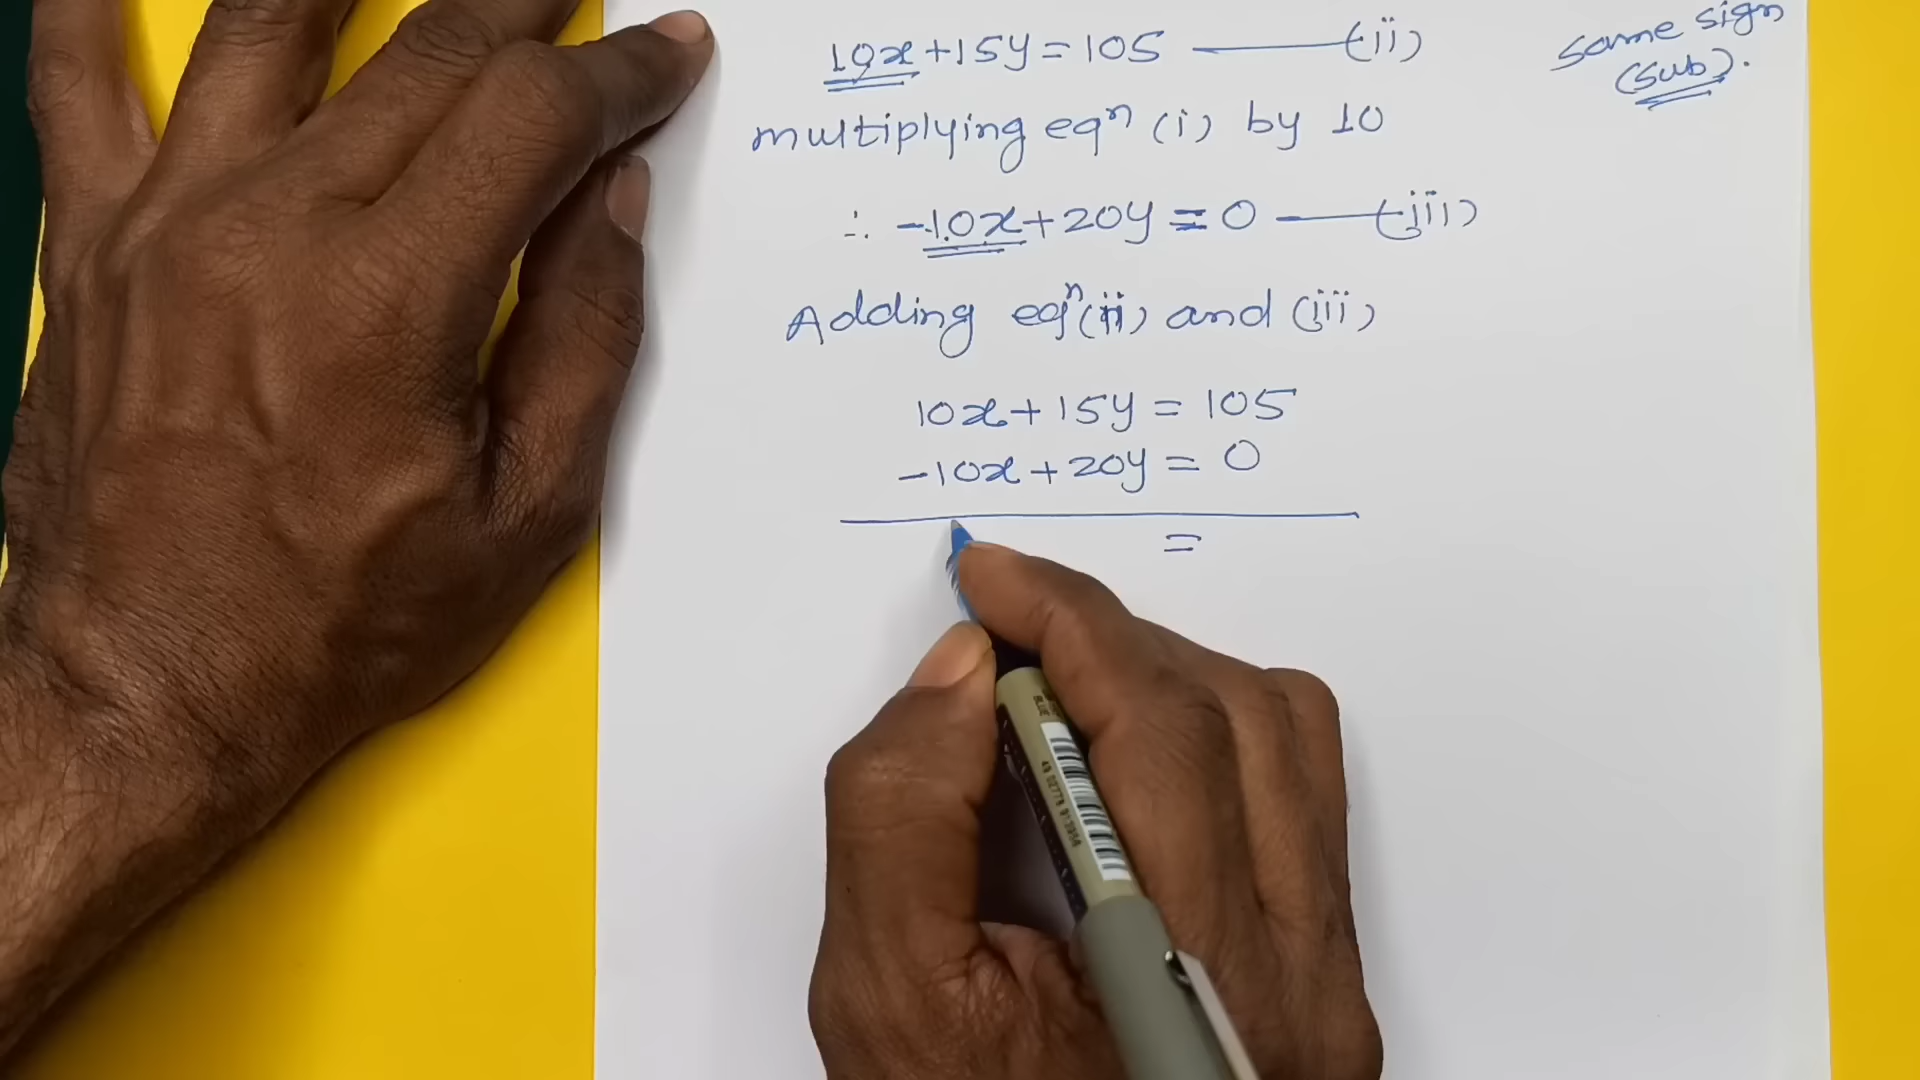 10x+15y=105 —— (ii)
same sign
(sub).
multiplying eqⁿ (i) by 10
∴ -10x+20y=0 —— (iii)
Adding eqⁿ(ii) and (iii)
10x+15y=105
-10x+20y=0
=
BLUE